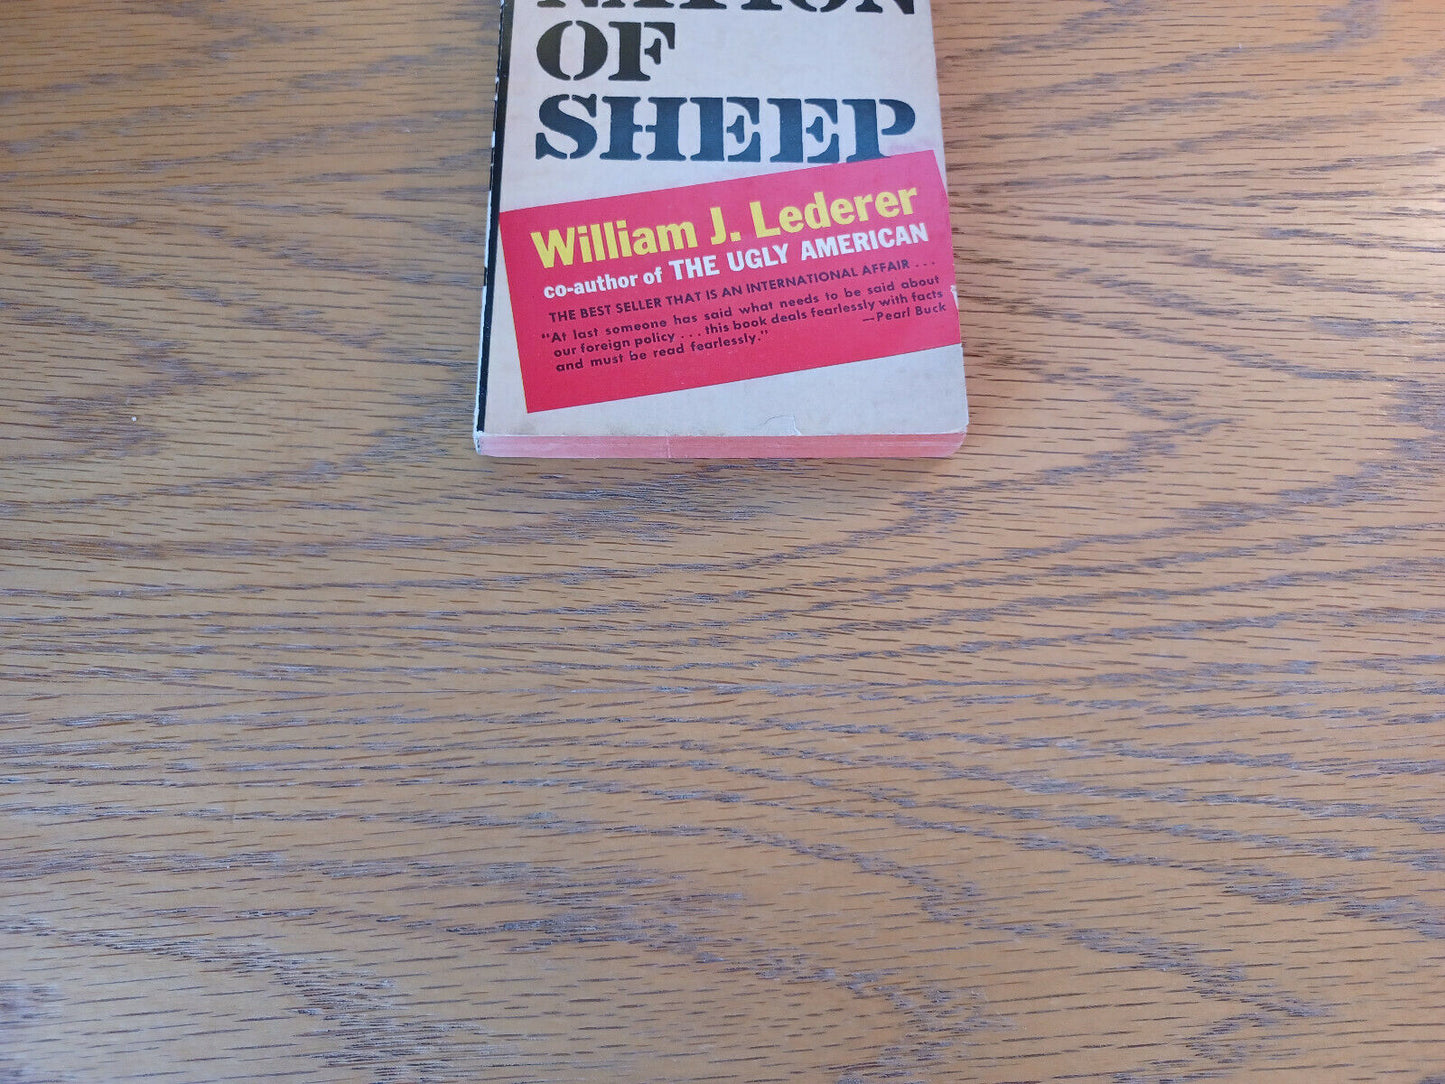 NATION
OF
SHEEP
William J. Lederer
co-author of THE UGLY AMERICAN
THE BEST SELLER THAT IS AN INTERNATIONAL AFFAIR . . .
"At last someone has said what needs to be said about
our foreign policy . . . this book deals fearlessly with facts
and must be read fearlessly."
—Pearl Buck